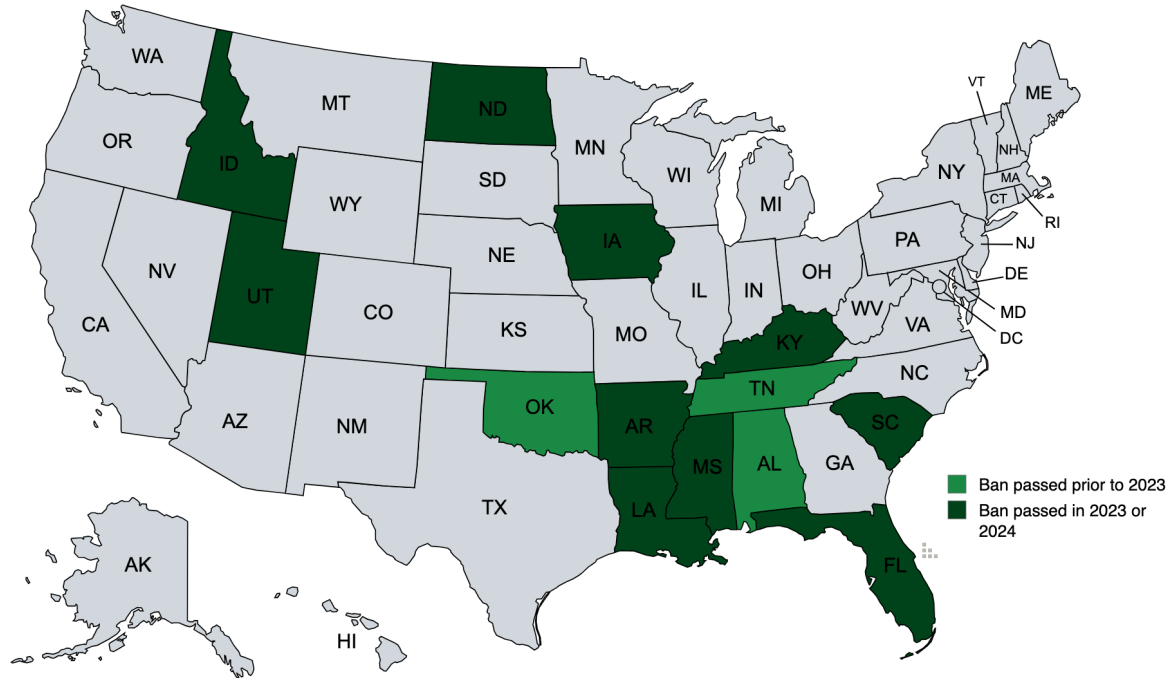 WA
MT
ND
MN
VT
ME
OR
ID
SD
WI
MI
NY
NH
MA
CT
RI
WY
IA
NE
PA
NJ
NV
UT
CO
IL
IN
OH
DE
CA
KS
MO
WV
VA
MD
DC
KY
NC
AZ
NM
OK
AR
TN
SC
MS
AL
GA
TX
LA
FL
AK
HI
Ban passed prior to 2023
Ban passed in 2023 or
2024